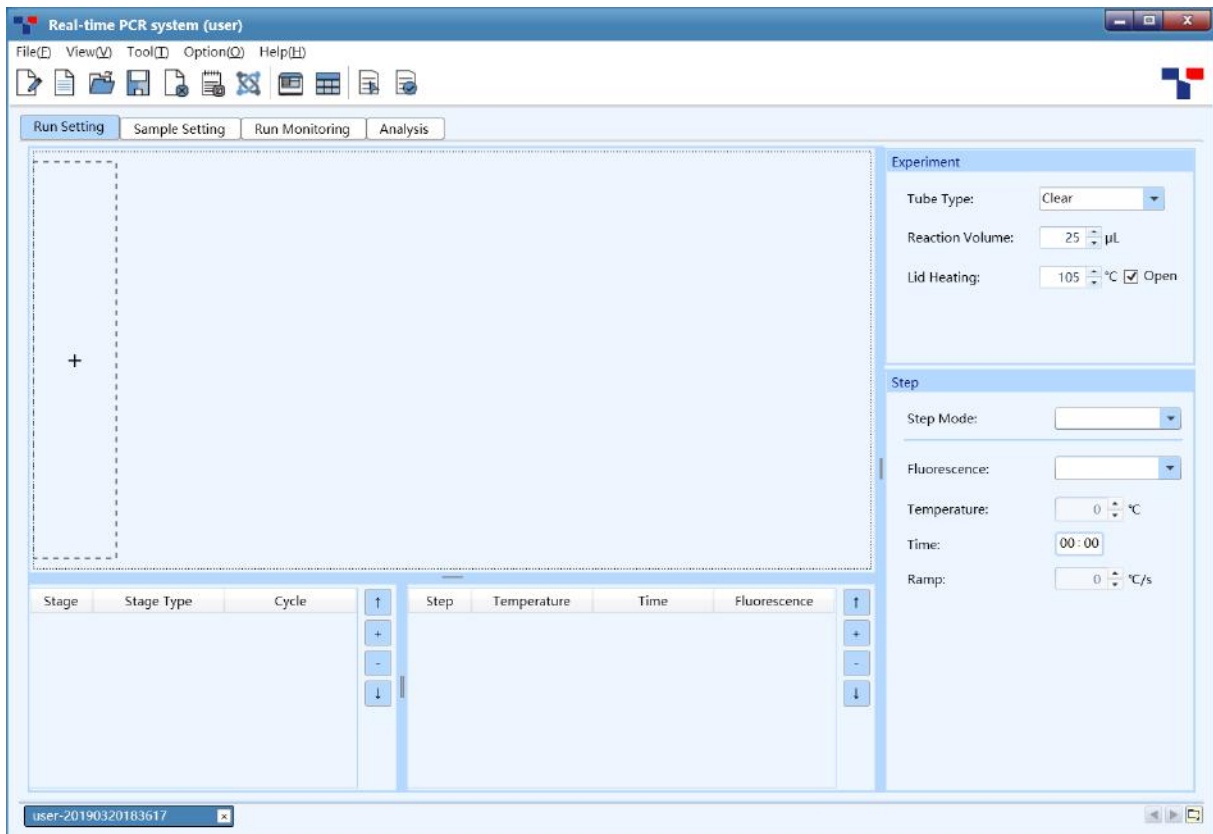 Real-time PCR system (user)
File(F) View(V) Tool(T) Option(O) Help(H)
Run Setting Sample Setting Run Monitoring Analysis
+
Experiment
Tube Type: Clear
Reaction Volume: 25 μL
Lid Heating: 105 ℃ Open
Step
Step Mode:
Fluorescence:
Temperature: 0 ℃
Time: 00:00
Ramp: 0 ℃/s
Stage Stage Type Cycle ↑
+
-
↓
Step Temperature Time Fluorescence ↑
+
-
↓
user-20190320183617